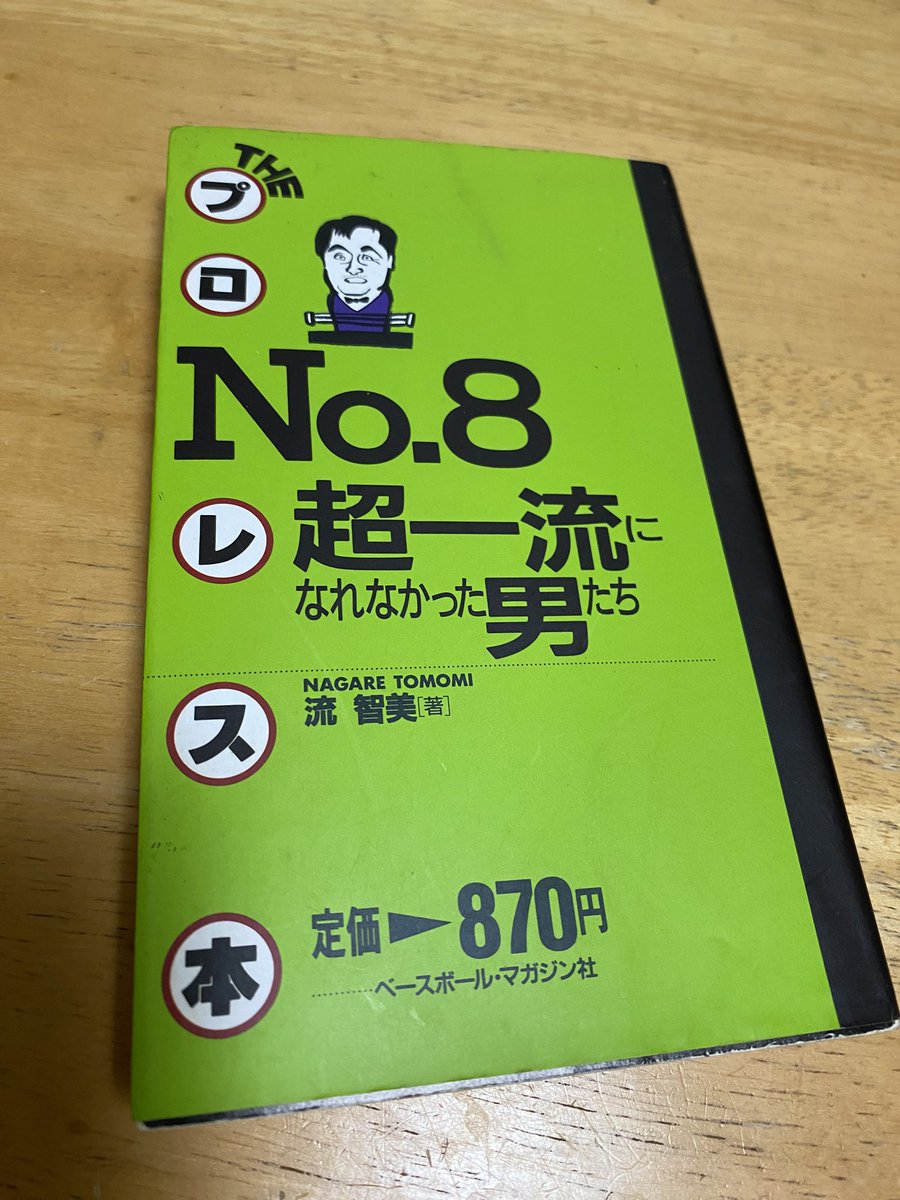 THE
プロレス本
No.8
超一流に
なれなかった男たち
NAGARE TOMOMI
流 智美[著]
定価▶870円
ベースボール・マガジン社